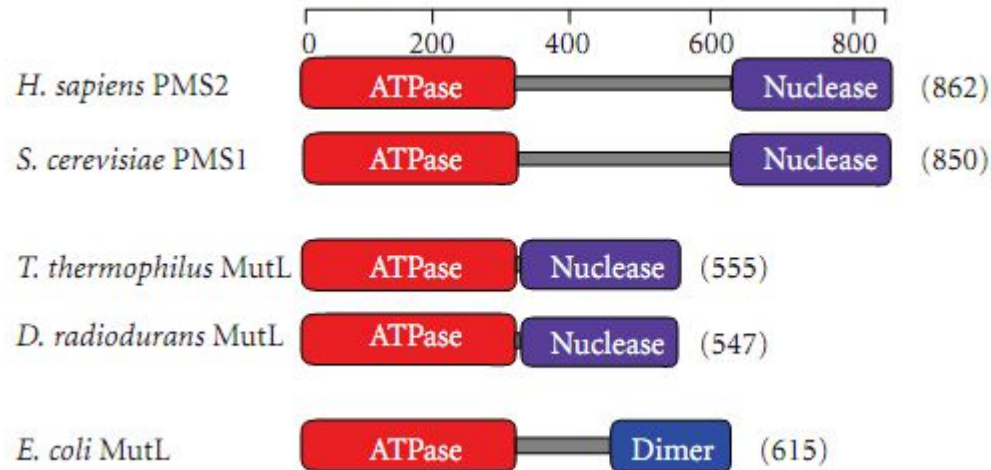 0 200 400 600 800
H. sapiens PMS2 ATPase Nuclease (862)
S. cerevisiae PMS1 ATPase Nuclease (850)
T. thermophilus MutL ATPase Nuclease (555)
D. radiodurans MutL ATPase Nuclease (547)
E. coli MutL ATPase Dimer (615)